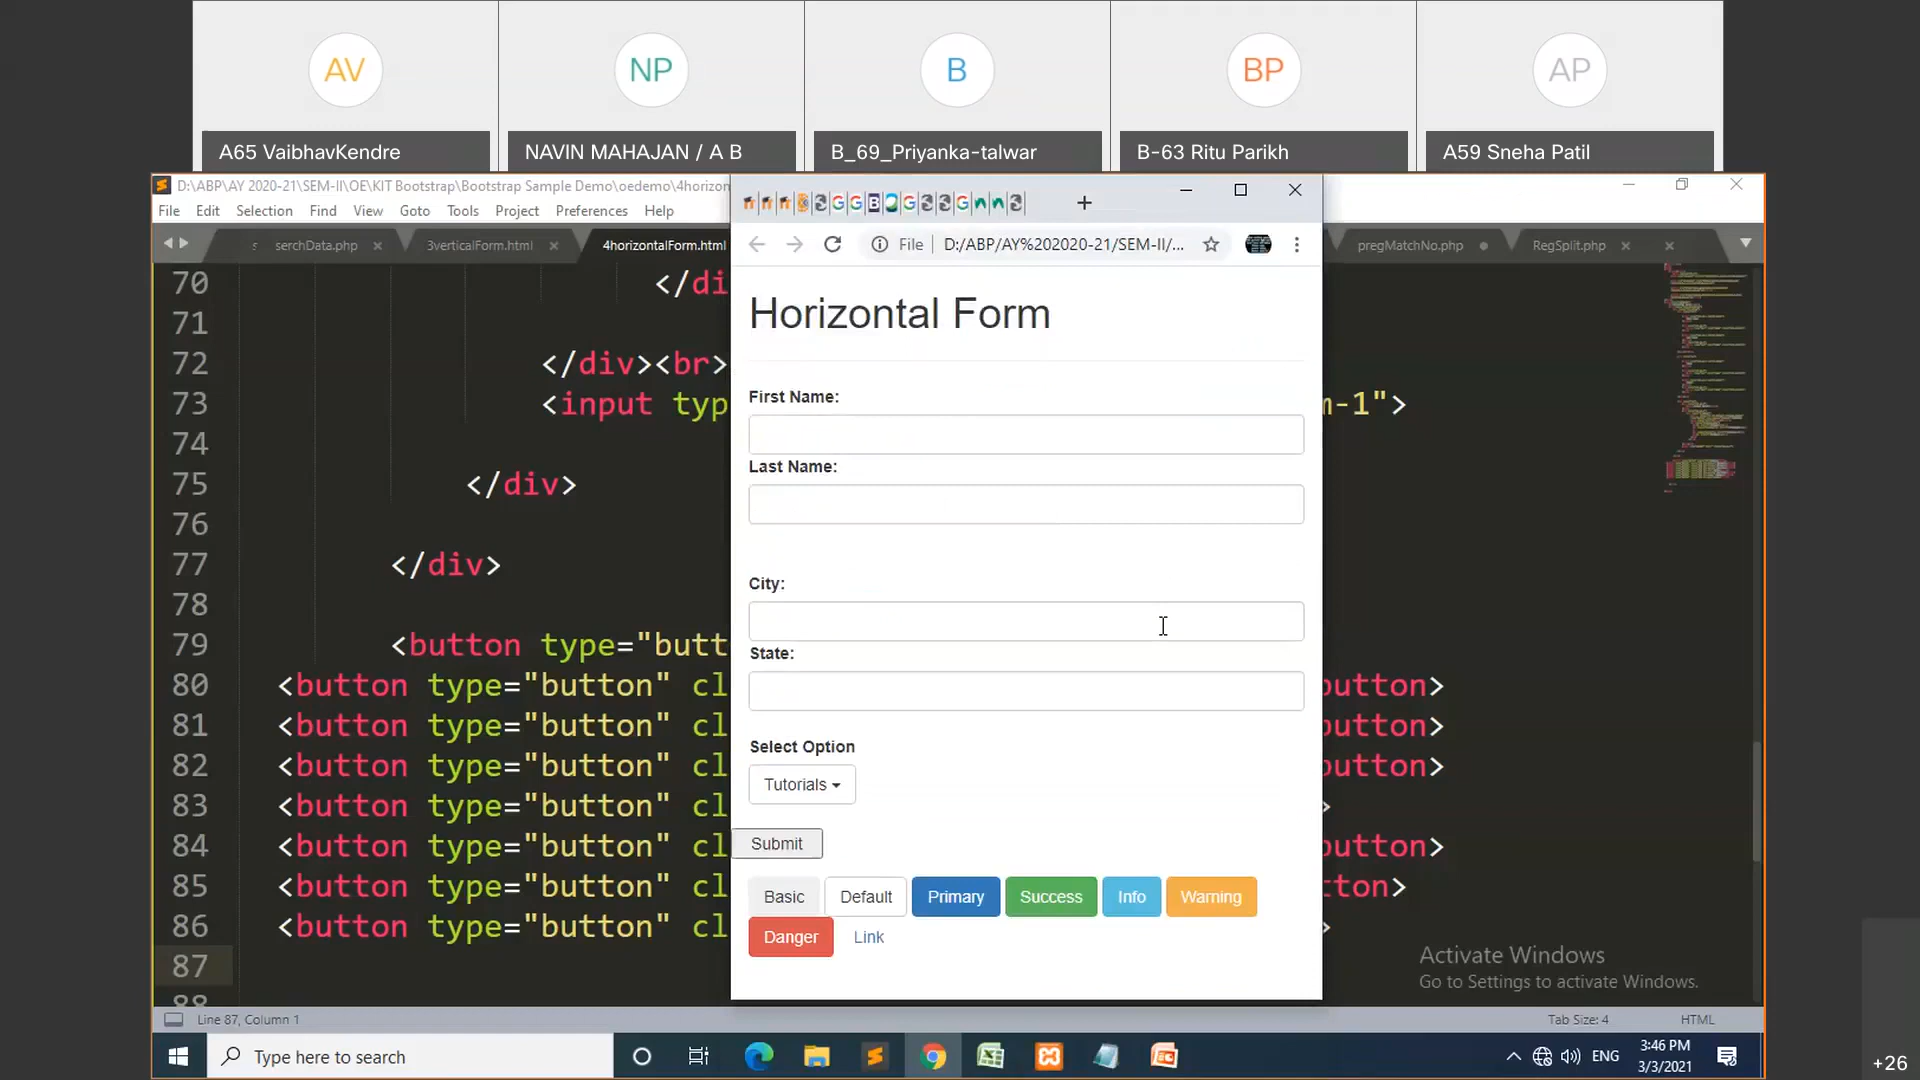 AV
NP
B
BP
AP
A65 VaibhavKendre
NAVIN MAHAJAN / A B
B_69_Priyanka-talwar
B-63 Ritu Parikh
A59 Sneha Patil
D:\ABP\AY 2020-21\SEM-II\OE\KIT Bootstrap\Bootstrap Sample Demo\oedemo\4horizon
File Edit Selection Find View Goto Tools Project Preferences Help
serchData.php
3verticalForm.html
4horizontalForm.html
pregMatchNo.php
RegSplit.php
File
D:/ABP/AY%202020-21/SEM-II/...
Horizontal Form
First Name:
Last Name:
City:
State:
Select Option
Tutorials
Submit
Basic Default Primary Success Info Warning
Danger Link
70 </di
71
72 </div><br>
73 <input typ m-1">
74
75 </div>
76
77 </div>
78
79 <button type="butt
80 <button type="button" cl button>
81 <button type="button" cl button>
82 <button type="button" cl button>
83 <button type="button" cl >
84 <button type="button" cl button>
85 <button type="button" cl tton>
86 <button type="button" cl >
87
88
Activate Windows
Go to Settings to activate Windows.
Line 87, Column 1
Tab Size: 4
HTML
Type here to search
ENG
3:46 PM
3/3/2021
+26